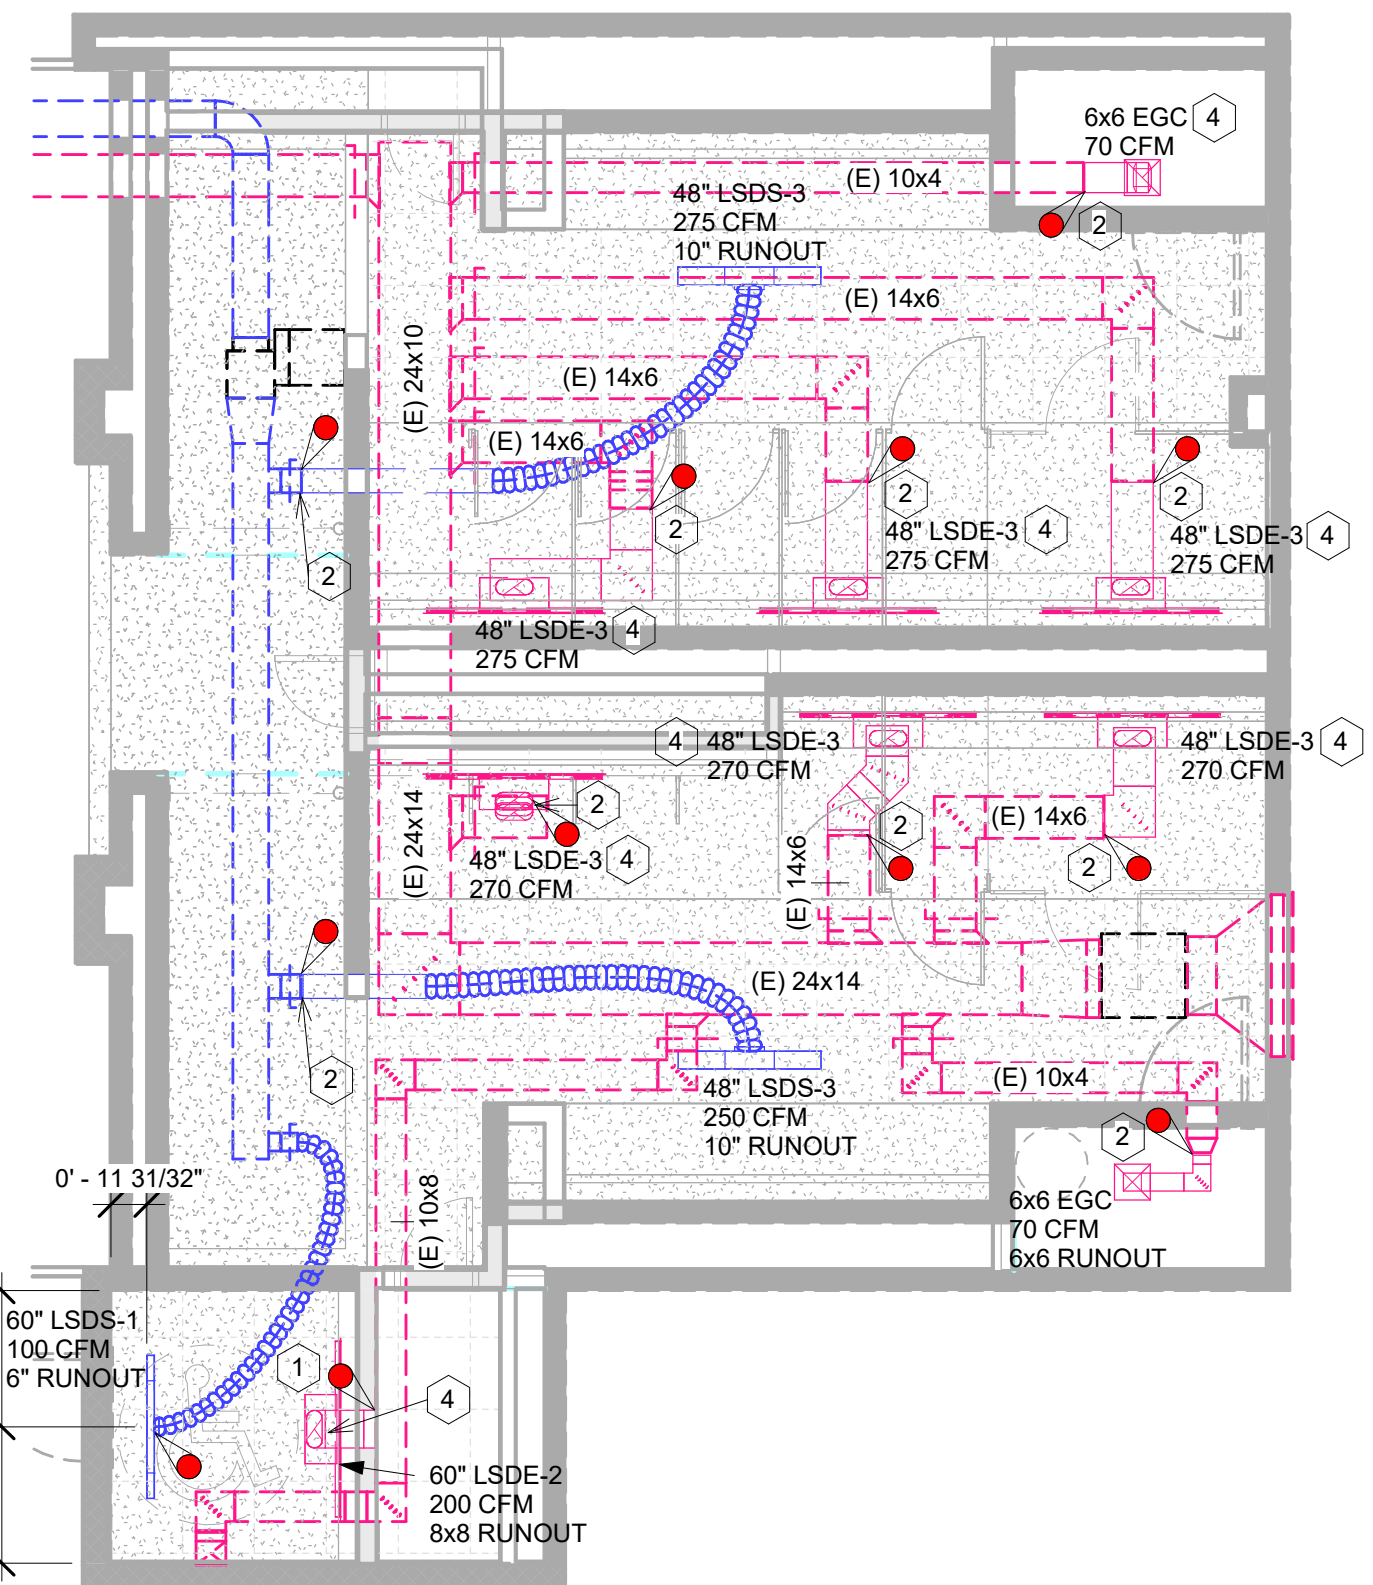 6x6 EGC
70 CFM
4
(E) 10x4
2
48" LSDS-3
275 CFM
10" RUNOUT
(E) 14x6
(E) 24x10
(E) 14x6
(E) 14x6
2
2
2
2
48" LSDE-3
275 CFM
4
48" LSDE-3
275 CFM
4
48" LSDE-3
275 CFM
4
4
48" LSDE-3
270 CFM
48" LSDE-3
270 CFM
4
2
48" LSDE-3
270 CFM
4
(E) 24x14
2
(E) 14x6
(E) 14x6
2
(E) 24x14
2
48" LSDS-3
250 CFM
10" RUNOUT
(E) 10x4
2
0' - 11 31/32"
(E) 10x8
6x6 EGC
70 CFM
6x6 RUNOUT
60" LSDS-1
100 CFM
6" RUNOUT
1
4
60" LSDE-2
200 CFM
8x8 RUNOUT